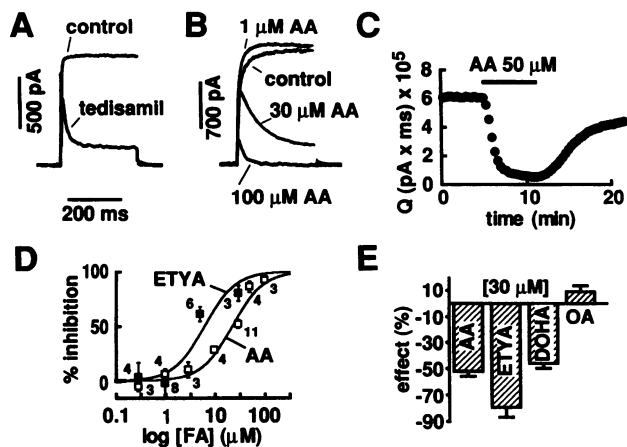 A
control
500 pA
tedisamil
200 ms
B
1 µM AA
control
700 pA
30 µM AA
100 µM AA
C
AA 50 µM
Q (pA x ms) x 10⁵
8
6
4
2
0
0
10
20
time (min)
D
ETYA
AA
% inhibition
100
50
0
4
3
8
3
6
4
3
4
3
11
0.1
1
10
100
log [FA] (µM)
E
[30 µM]
effect (%)
10
-10
-30
-50
-70
-90
AA
ETYA
DOHA
OA